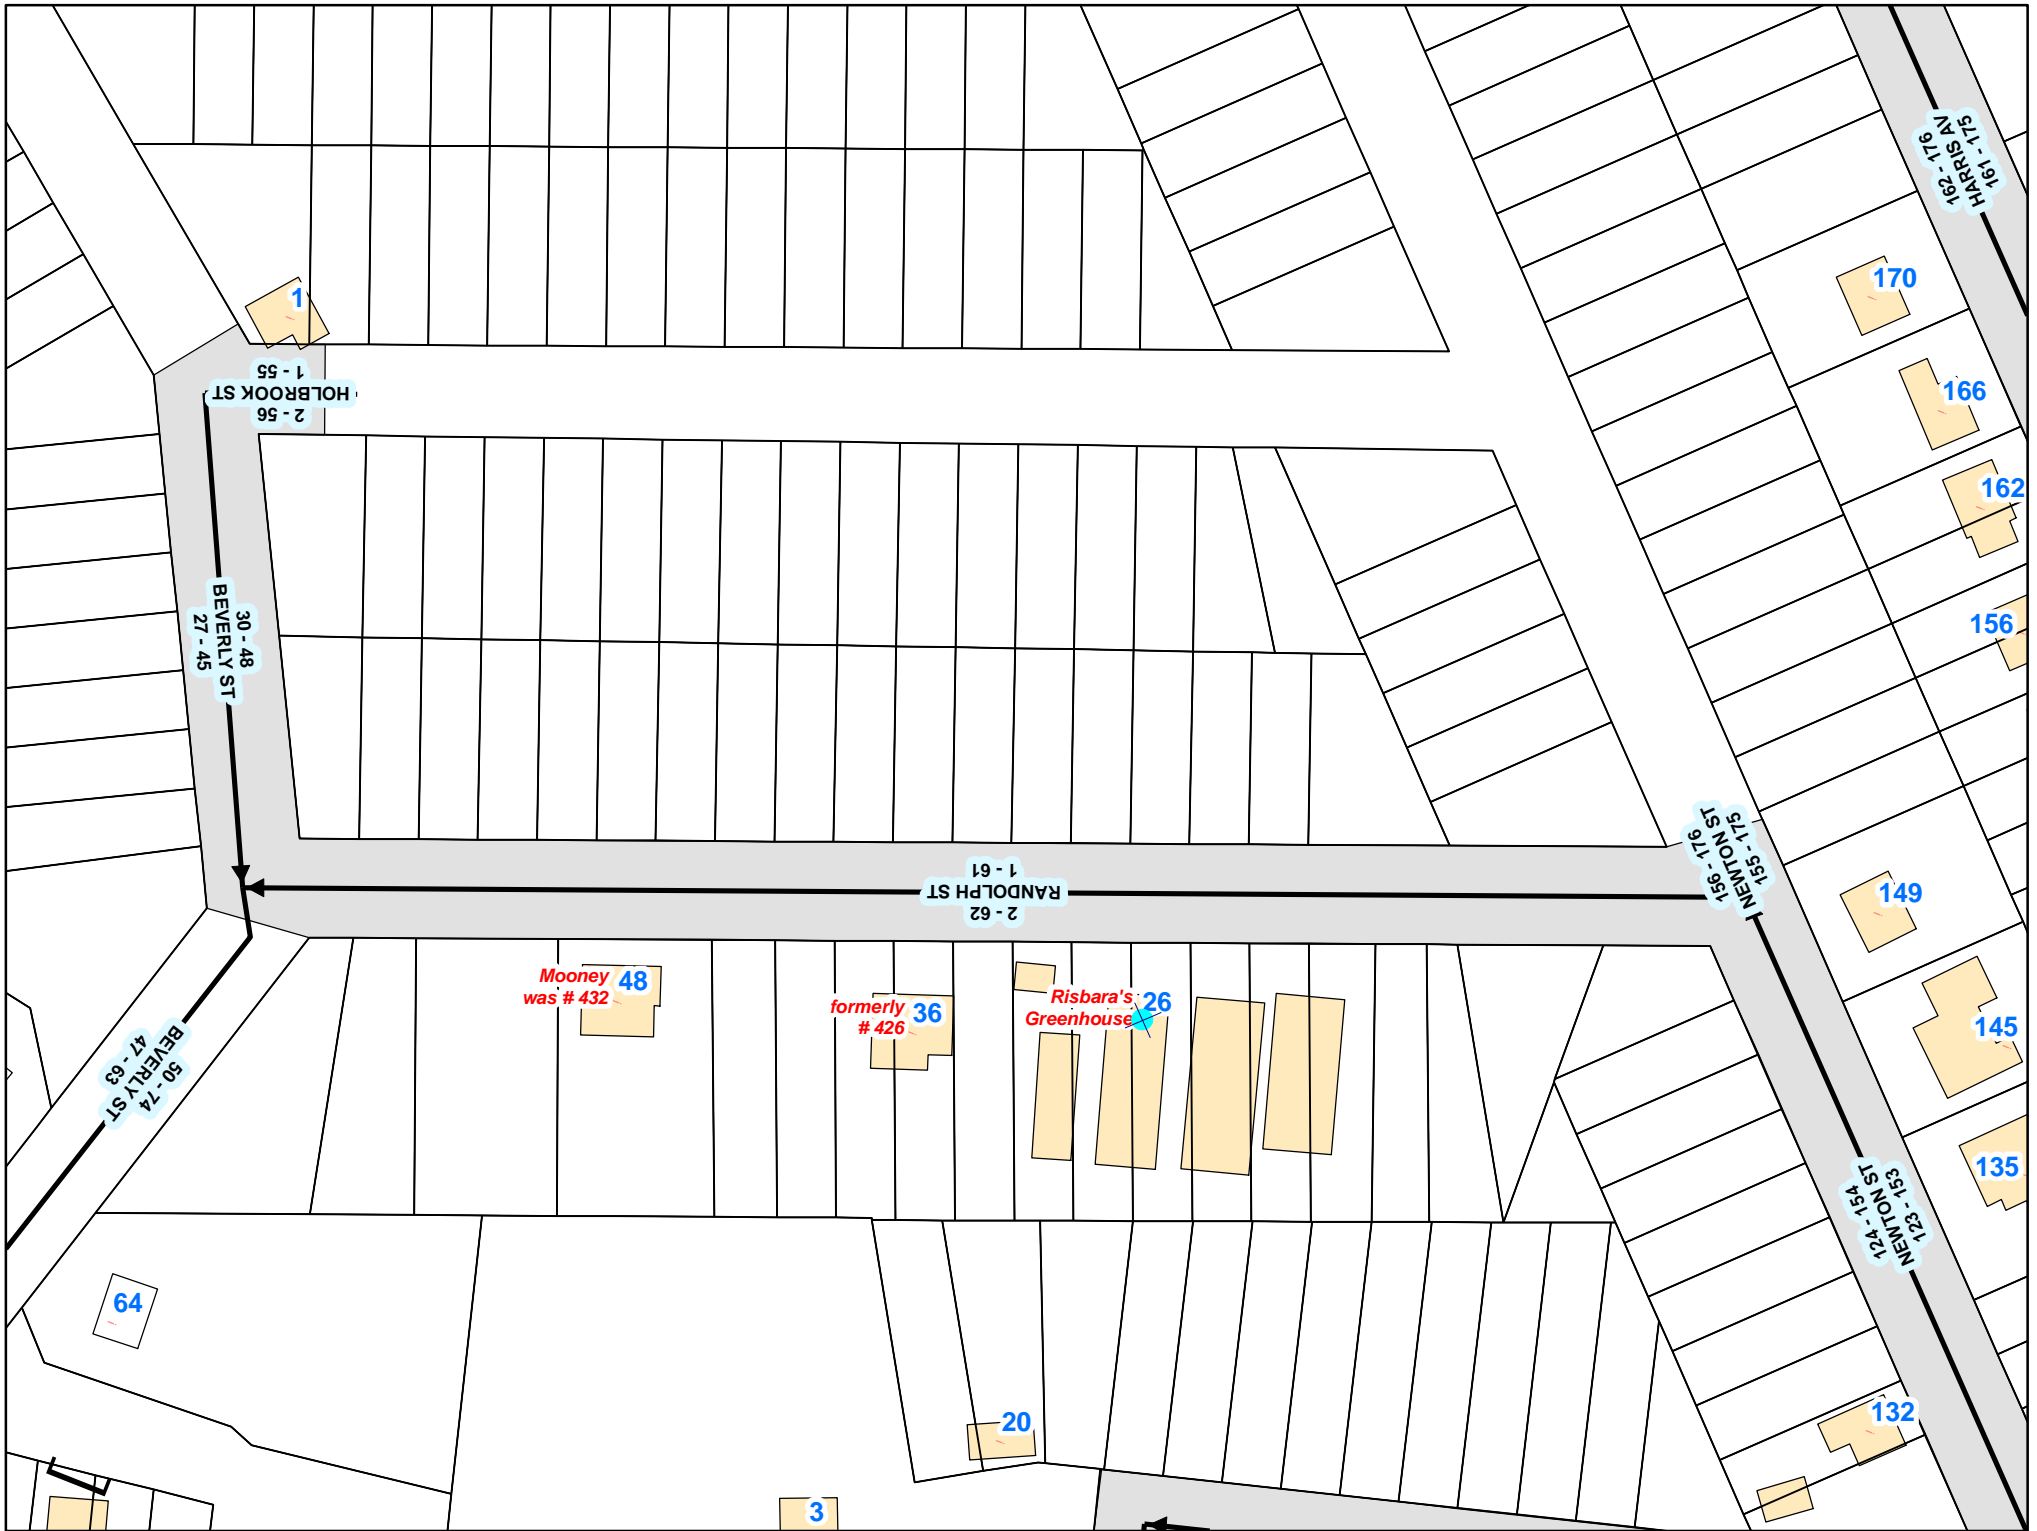 162 - 176
HARRIS AV
161 - 175
170
1
1 - 55
HOLBROOK ST
2 - 56
166
162
30 - 48
BEVERLY ST
27 - 45
156
156 - 176
NEWTON ST
155 - 175
1 - 61
RANDOLPH ST
2 - 62
149
Mooney
was # 432
48
formerly
# 426
36
Risbara's
Greenhouse
26
145
50 - 74
BEVERLY ST
47 - 63
135
124 - 154
NEWTON ST
123 - 153
64
20
132
3